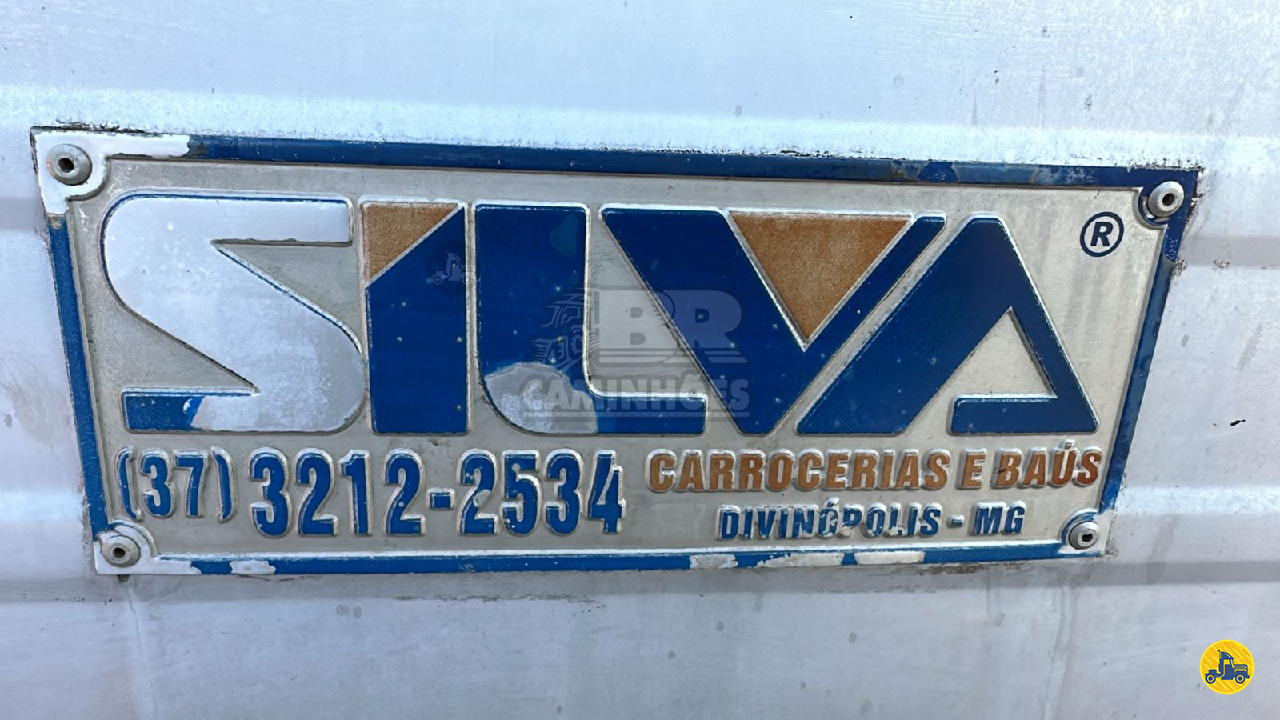 SILVA ®
BR
CAMINHÕES
(37) 3212-2534
CARROCERIAS E BAÚS
DIVINÓPOLIS - MG